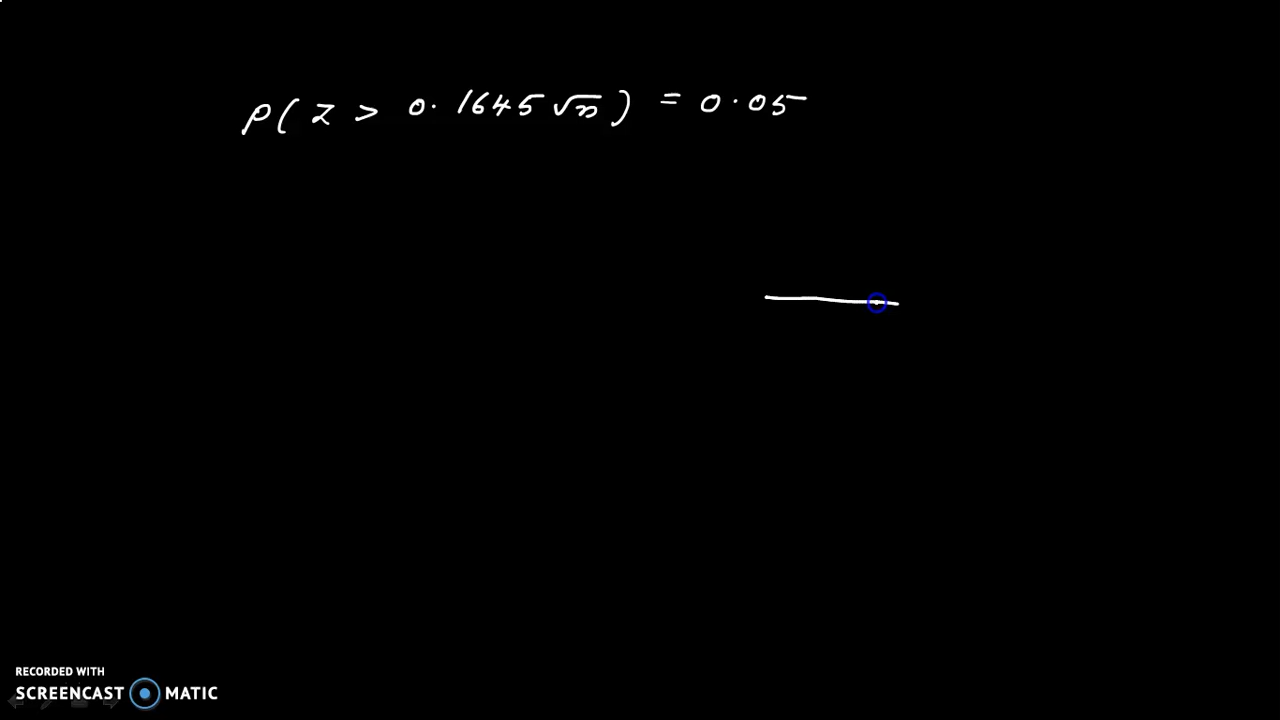 P(Z > 0.1645√n) = 0.05
RECORDED WITH
SCREENCAST MATIC